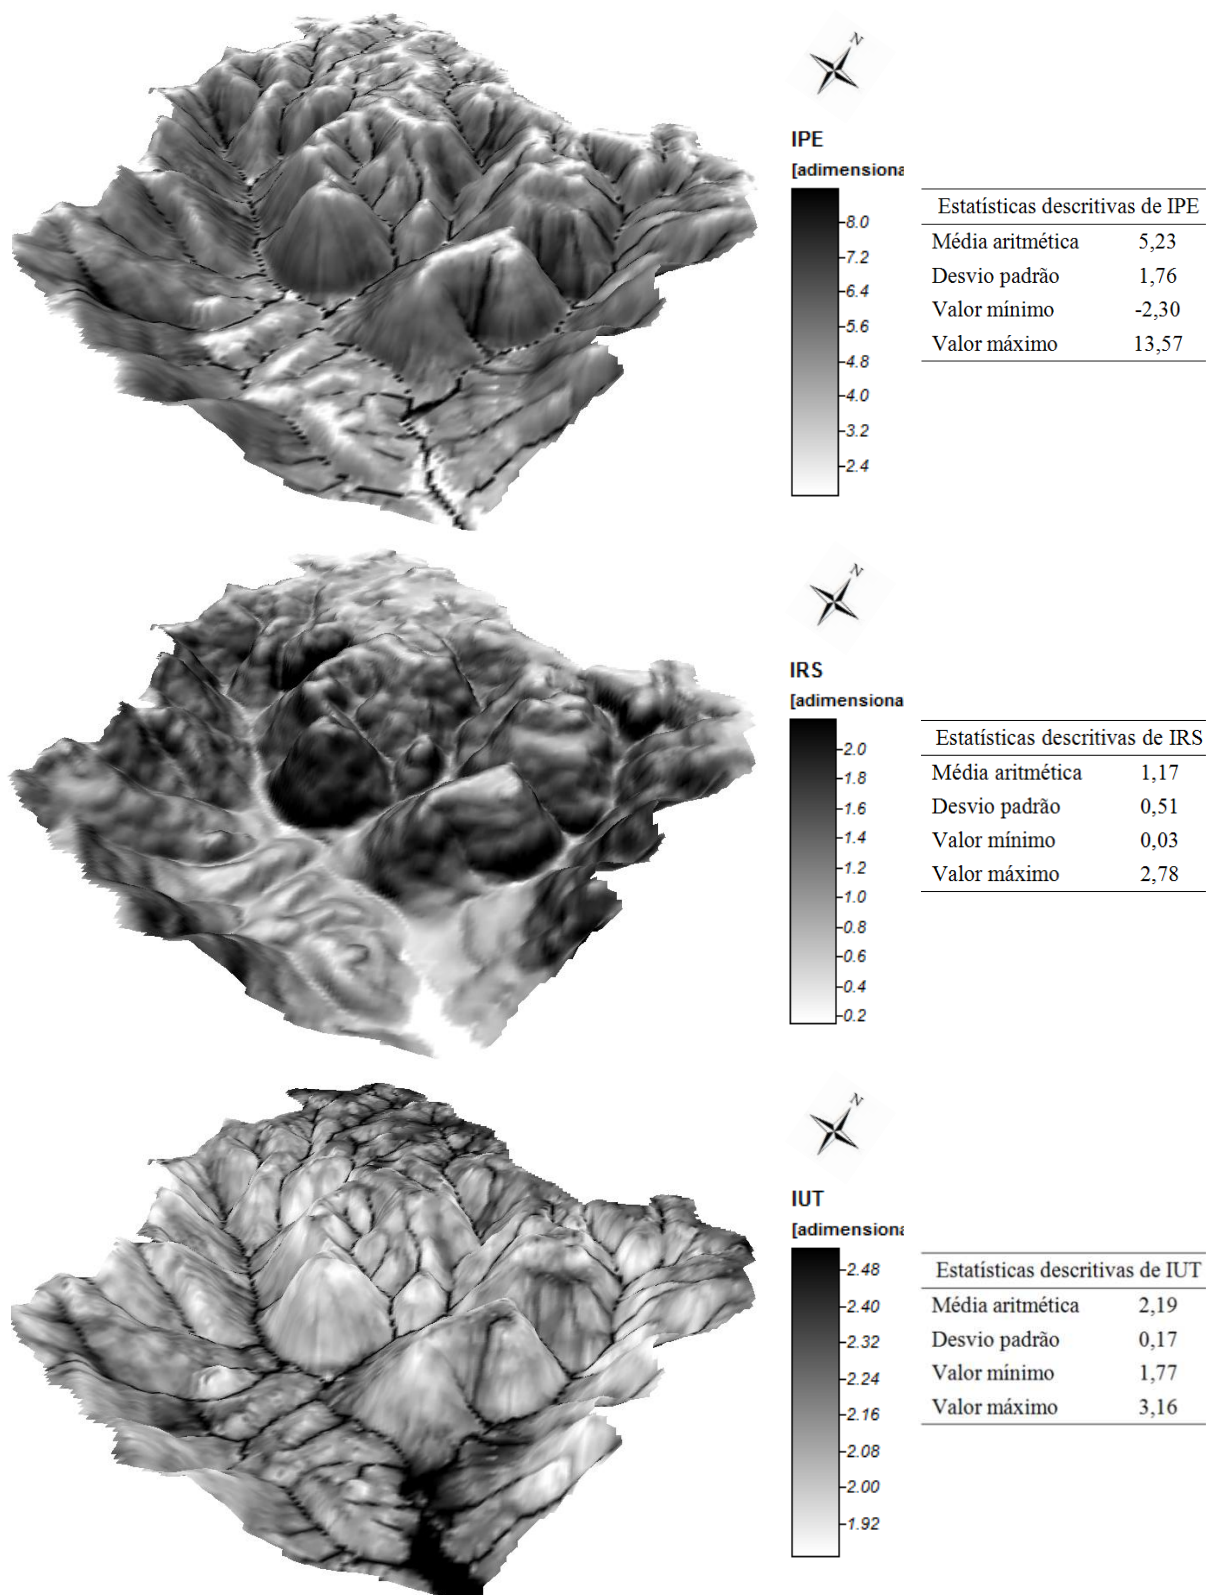 N
IPE
[adimensiona
8.0
7.2
6.4
5.6
4.8
4.0
3.2
2.4
Estatísticas descritivas de IPE
Média aritmética 5,23
Desvio padrão 1,76
Valor mínimo -2,30
Valor máximo 13,57
N
IRS
[adimensiona
2.0
1.8
1.6
1.4
1.2
1.0
0.8
0.6
0.4
0.2
Estatísticas descritivas de IRS
Média aritmética 1,17
Desvio padrão 0,51
Valor mínimo 0,03
Valor máximo 2,78
N
IUT
[adimensiona
2.48
2.40
2.32
2.24
2.16
2.08
2.00
1.92
Estatísticas descritivas de IUT
Média aritmética 2,19
Desvio padrão 0,17
Valor mínimo 1,77
Valor máximo 3,16